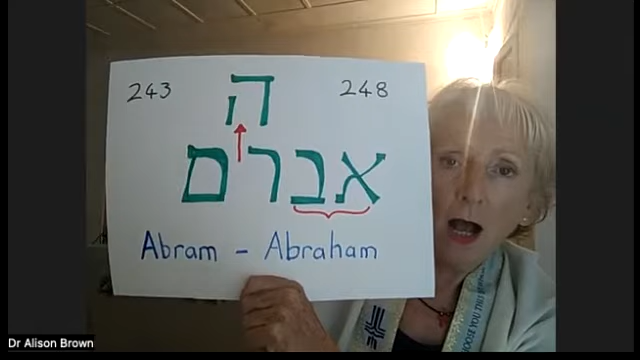 243
248
ה
אברם
Abram - Abraham
Dr Alison Brown